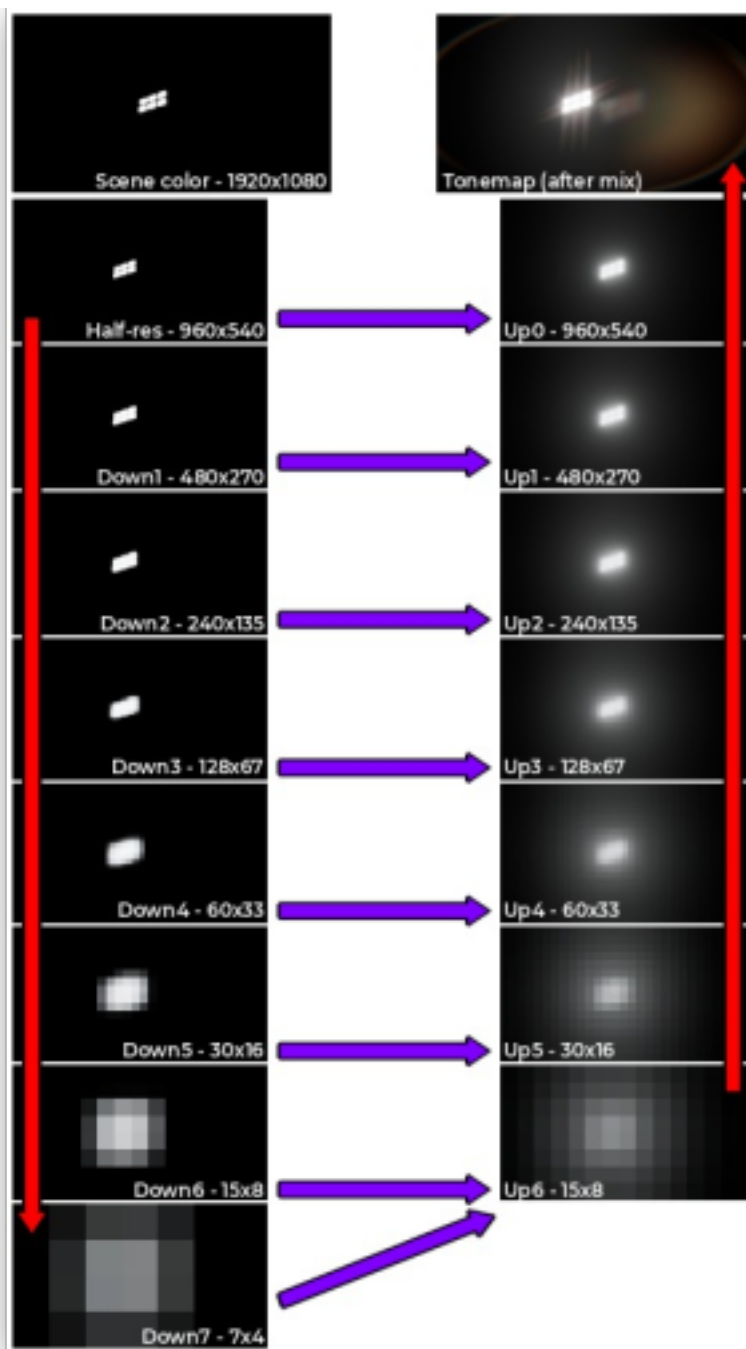 Scene color - 1920x1080
Tonemap (after mix)
Half-res - 960x540
Up0 - 960x540
Down1 - 480x270
Up1 - 480x270
Down2 - 240x135
Up2 - 240x135
Down3 - 128x67
Up3 - 128x67
Down4 - 60x33
Up4 - 60x33
Down5 - 30x16
Up5 - 30x16
Down6 - 15x8
Up6 - 15x8
Down7 - 7x4